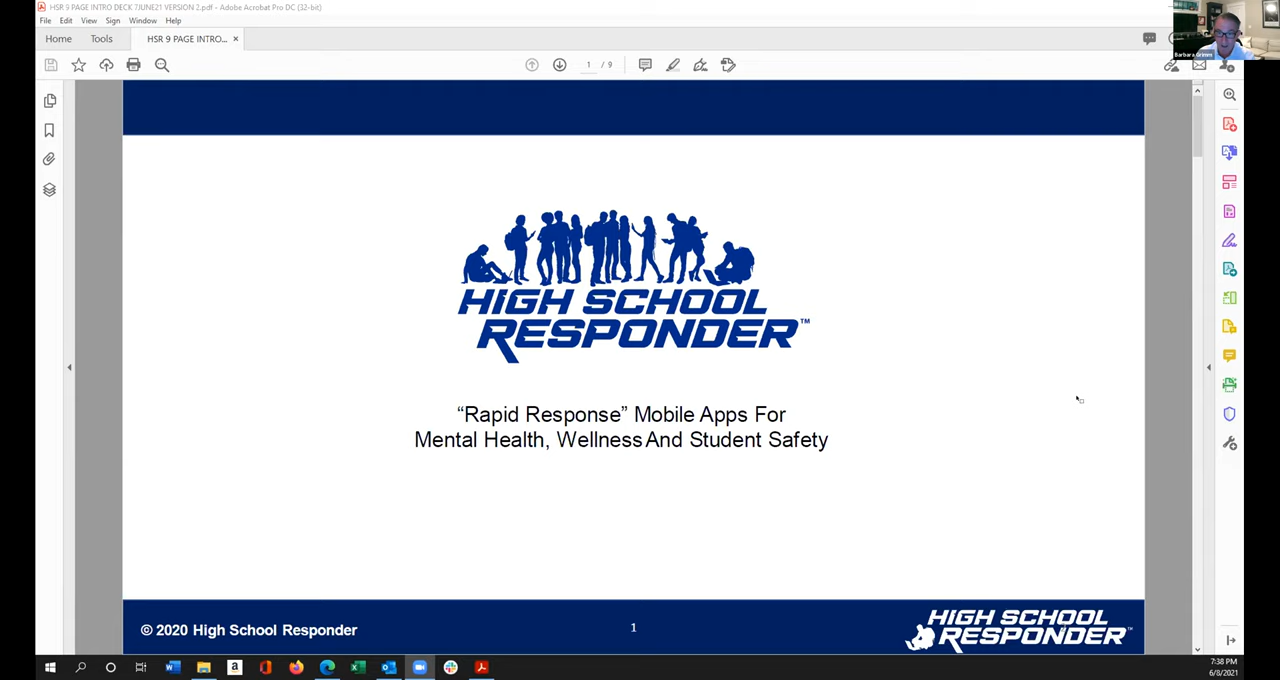 HSR 9 PAGE INTRO DECK 7JUNE21 VERSION 2.pdf - Adobe Acrobat Pro DC (32-bit)
File Edit View Sign Window Help
Home Tools HSR 9 PAGE INTRO... ×
1 / 9
Barbara Grimm
HIGH SCHOOL
RESPONDER™
“Rapid Response” Mobile Apps For
Mental Health, Wellness And Student Safety
© 2020 High School Responder
1
HIGH SCHOOL
RESPONDER™
7:38 PM
6/8/2021